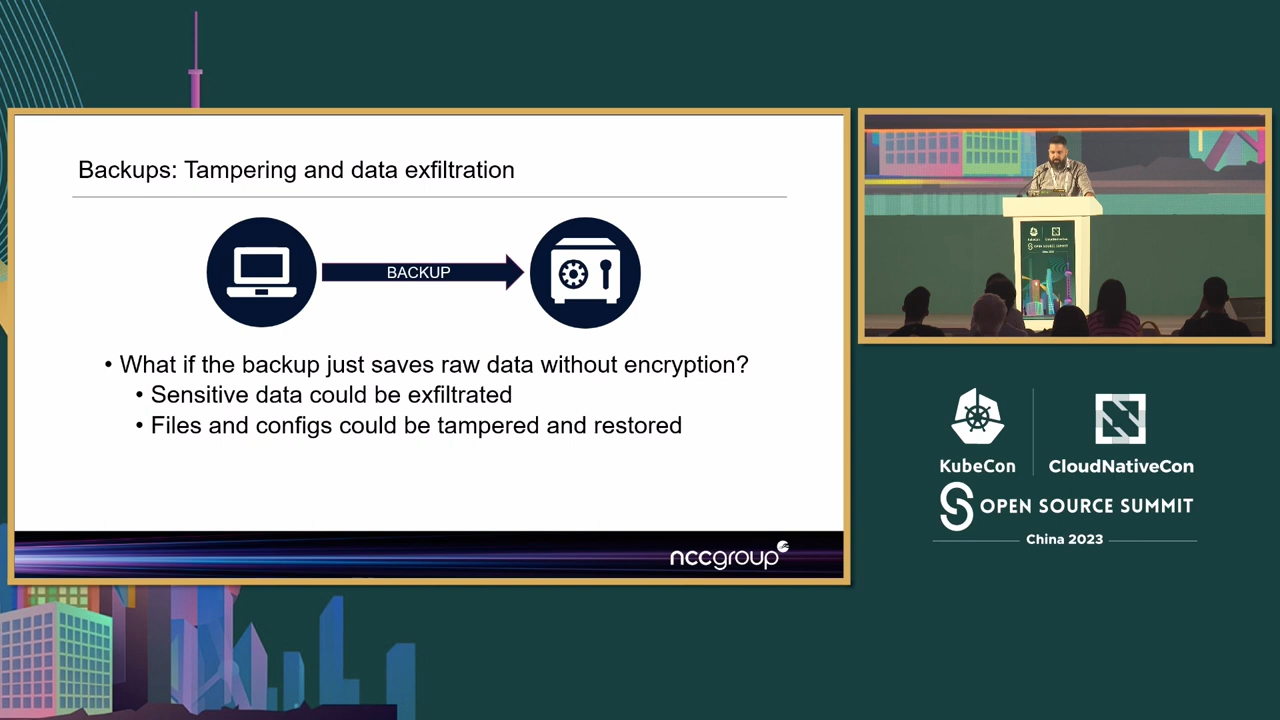 Backups: Tampering and data exfiltration
BACKUP
• What if the backup just saves raw data without encryption?
• Sensitive data could be exfiltrated
• Files and configs could be tampered and restored
nccgroup
KubeCon
CloudNativeCon
OPEN SOURCE SUMMIT
China 2023